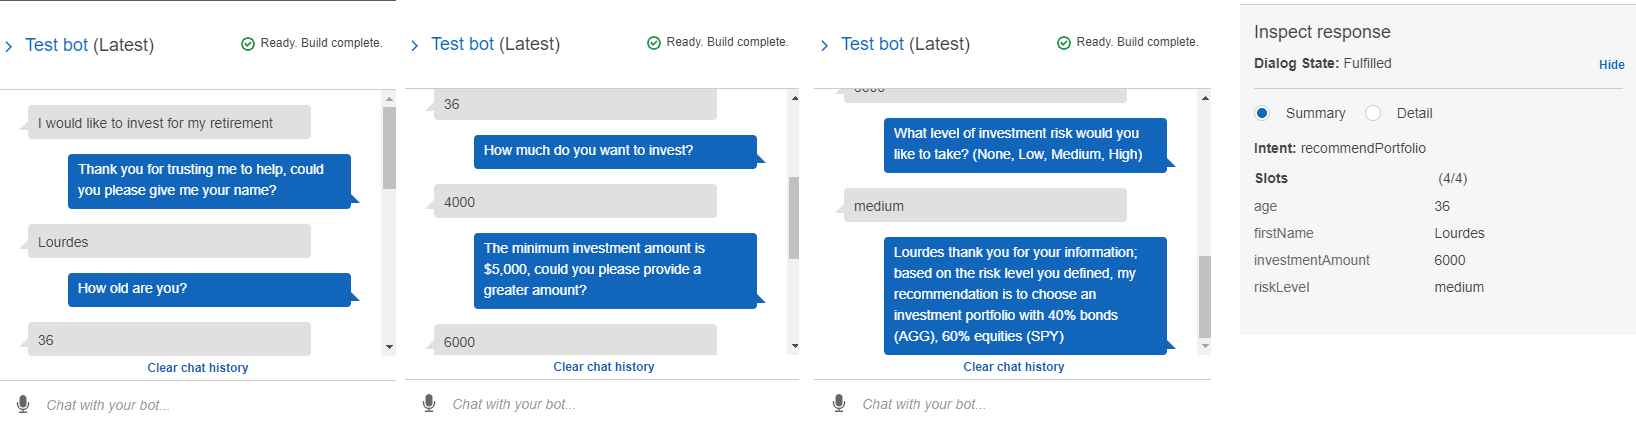 Test bot (Latest)
Ready. Build complete.
I would like to invest for my retirement
Thank you for trusting me to help, could
you please give me your name?
Lourdes
How old are you?
36
Clear chat history
Chat with your bot...
Test bot (Latest)
Ready. Build complete.
36
How much do you want to invest?
4000
The minimum investment amount is
$5,000, could you please provide a
greater amount?
6000
Clear chat history
Chat with your bot...
Test bot (Latest)
Ready. Build complete.
What level of investment risk would you
like to take? (None, Low, Medium, High)
medium
Lourdes thank you for your information;
based on the risk level you defined, my
recommendation is to choose an
investment portfolio with 40% bonds
(AGG), 60% equities (SPY)
Clear chat history
Chat with your bot...
Inspect response
Dialog State: Fulfilled Hide
Summary Detail
Intent: recommendPortfolio
Slots (4/4)
age 36
firstName Lourdes
investmentAmount 6000
riskLevel medium